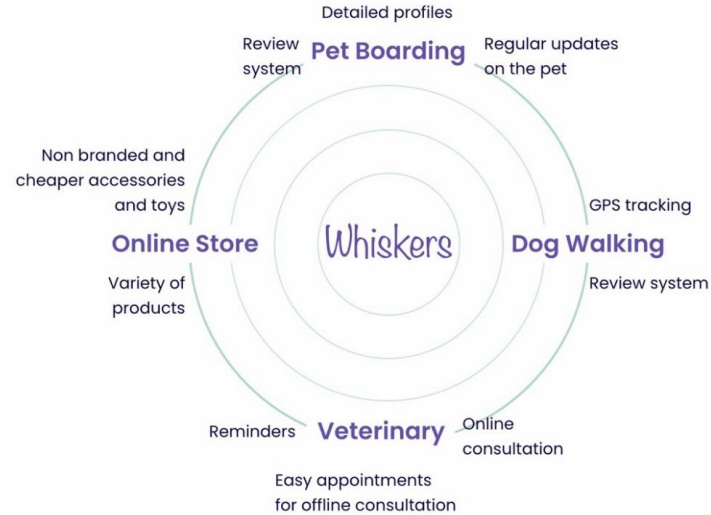 Detailed profiles
Review
system
Pet Boarding
Regular updates
on the pet
Non branded and
cheaper accessories
and toys
GPS tracking
Online Store
Whiskers
Dog Walking
Variety of
products
Review system
Reminders
Veterinary
Online
consultation
Easy appointments
for offline consultation